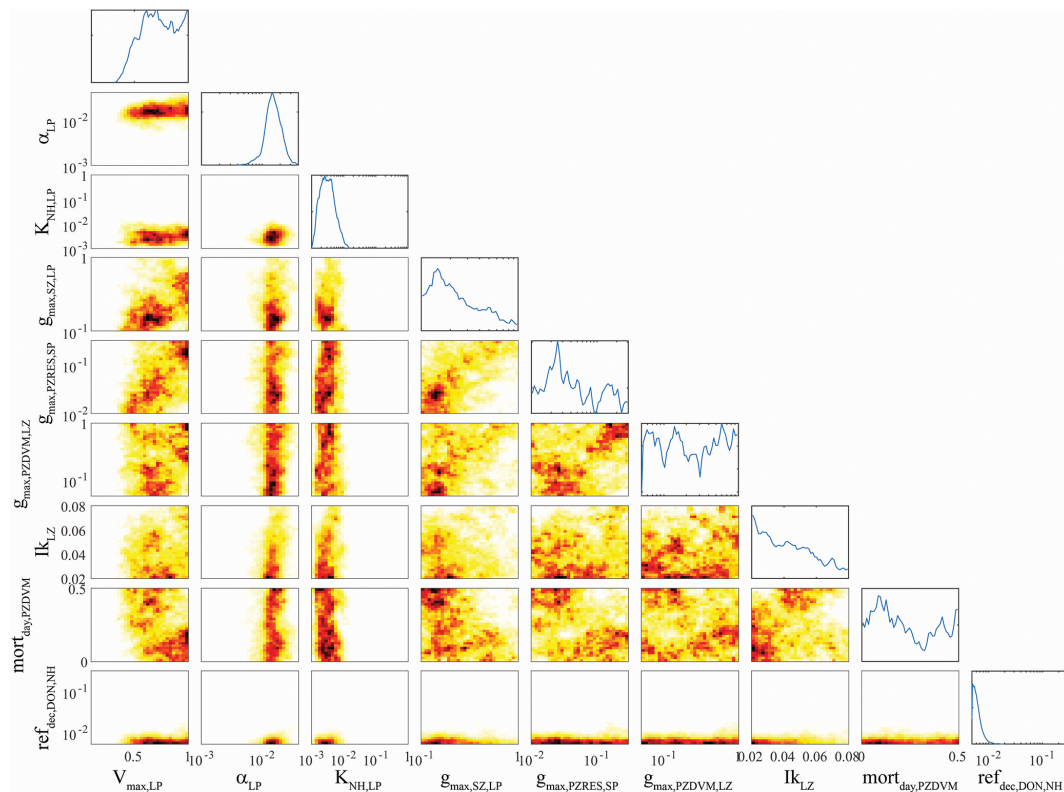 α_LP
10^-2
10^-3
K_NH,LP
1
10^-1
10^-2
10^-3
g_max,SZ,LP
1
10^-1
g_max,PZRES,SP
10^-1
10^-2
g_max,PZDVM,LZ
1
10^-1
Ik_LZ
0.08
0.06
0.04
0.02
mort_day,PZDVM
0.5
0
ref_dec,DON,NH
10^-1
10^-2
0.5 1 10^-3 10^-2 10^-3 10^-2 10^-1 1 10^-1 1 10^-2 10^-1 10^-1 1 0.02 0.04 0.06 0.08 0 0.5 10^-2 10^-1
V_max,LP α_LP K_NH,LP g_max,SZ,LP g_max,PZRES,SP g_max,PZDVM,LZ Ik_LZ mort_day,PZDVM ref_dec,DON,NH